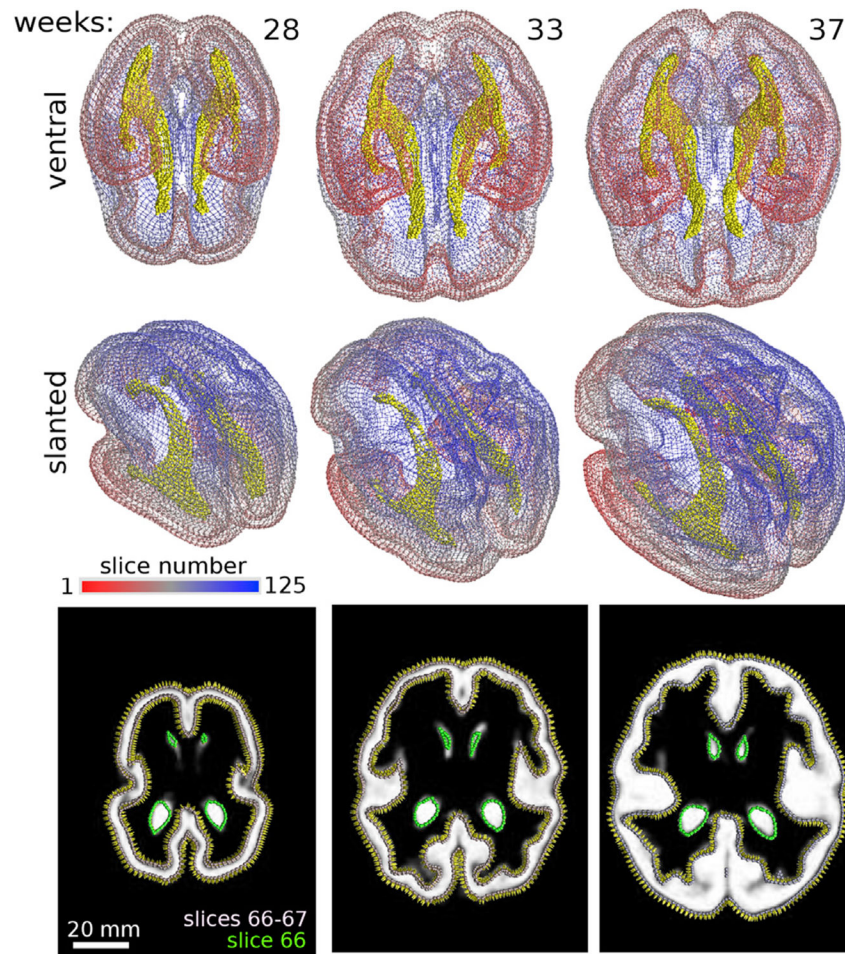 weeks: 28 33 37
ventral
slanted
slice number
1 125
slices 66-67
slice 66
20 mm